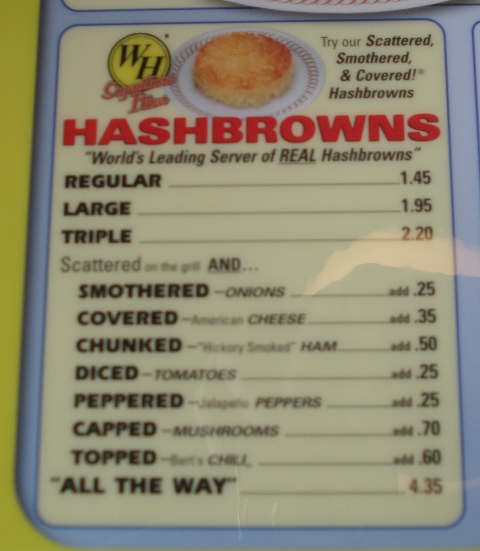 WH
Signature Item
Try our Scattered,
Smothered,
& Covered!®
Hashbrowns
HASHBROWNS
"World's Leading Server of REAL Hashbrowns"
REGULAR 1.45
LARGE 1.95
TRIPLE 2.20
Scattered on the grill AND...
SMOTHERED - ONIONS add .25
COVERED - American CHEESE add .35
CHUNKED - "Hickory Smoked" HAM add .50
DICED - TOMATOES add .25
PEPPERED - Jalapeño PEPPERS add .25
CAPPED - MUSHROOMS add .70
TOPPED - Bert's CHILI add .60
"ALL THE WAY" 4.35